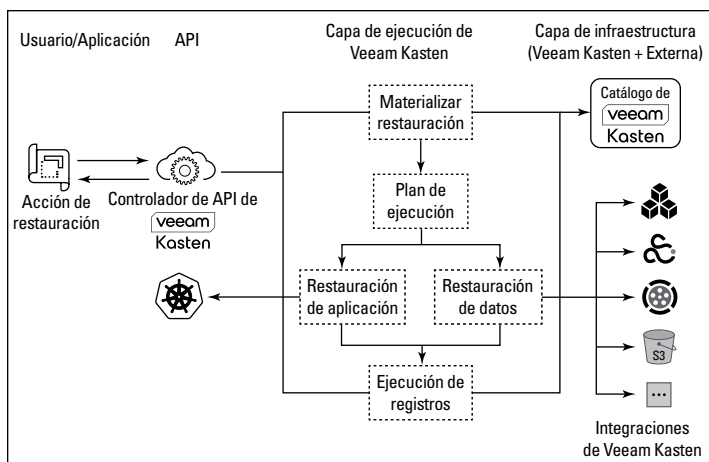 Usuario/Aplicación
API
Capa de ejecución de
Veeam Kasten
Capa de infraestructura
(Veeam Kasten + Externa)
Materializar
restauración
Catálogo de
veeam
Kasten
Acción de
restauración
Controlador de API de
veeam
Kasten
Plan de
ejecución
Restauración
de aplicación
Restauración
de datos
S3
Ejecución de
registros
Integraciones
de Veeam Kasten